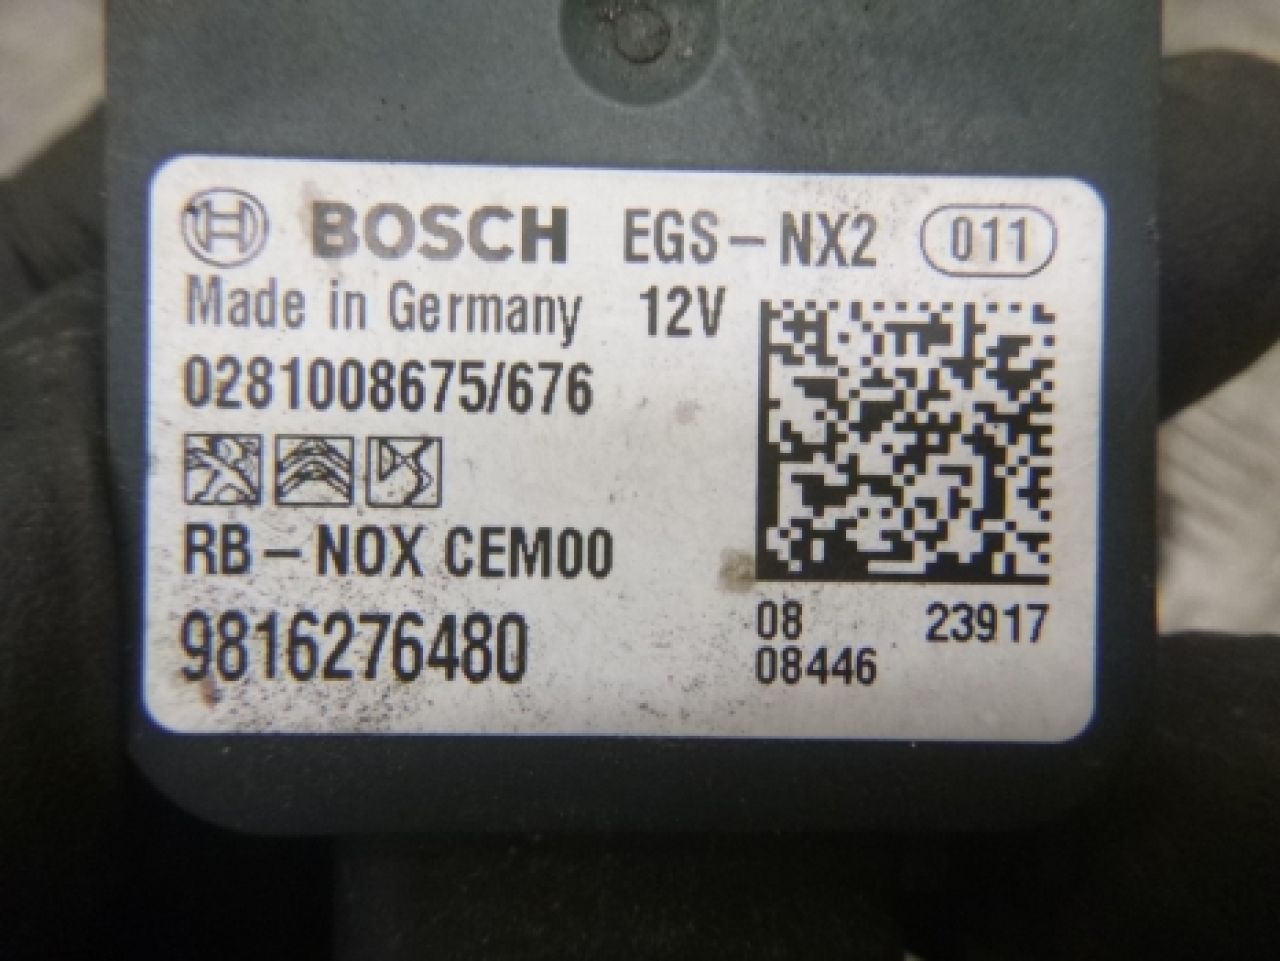 BOSCH EGS-NX2 011
Made in Germany 12V
0281008675/676
RB-NOX CEM00
9816276480
08 23917
08446